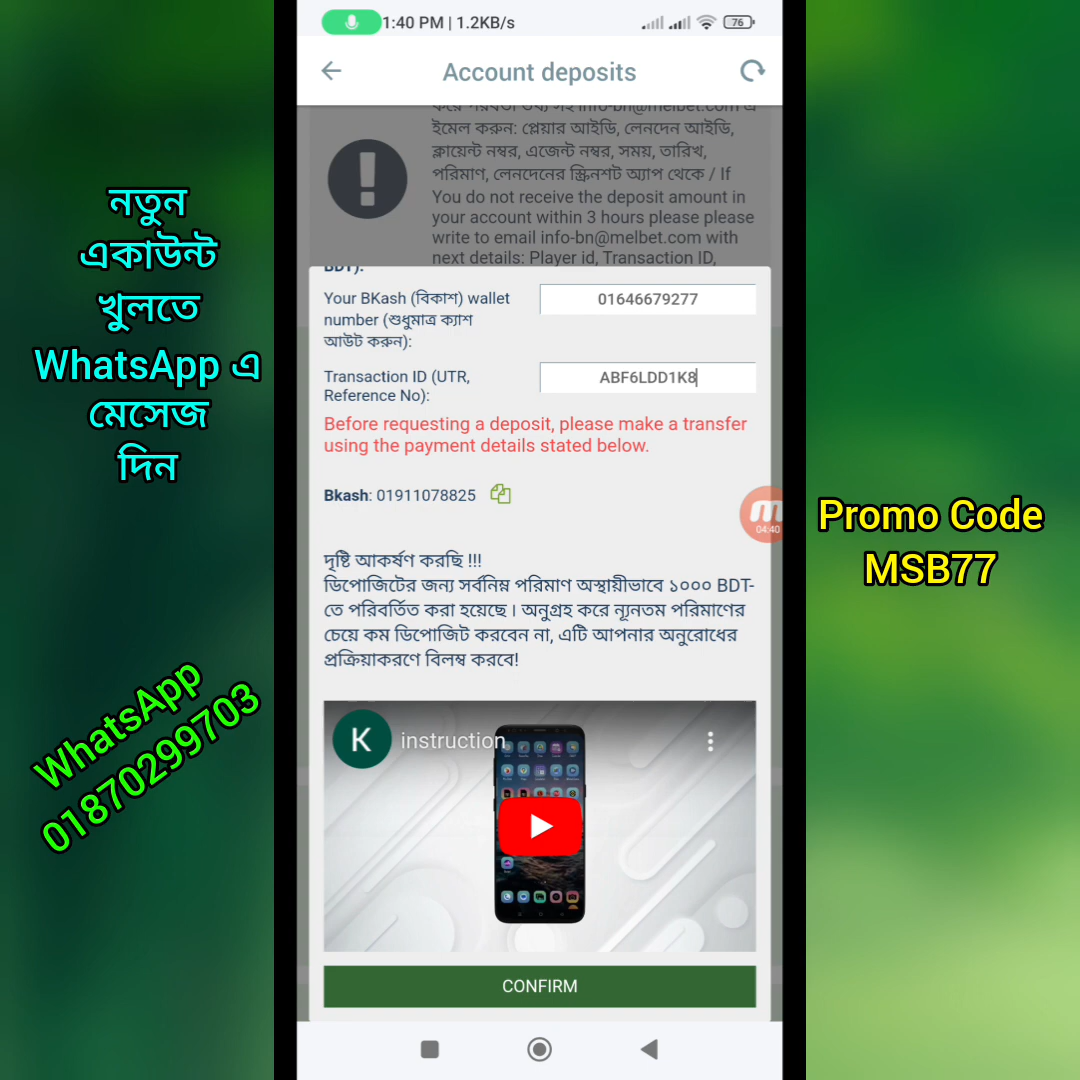 1:40 PM | 1.2KB/s
76
Account deposits
ইমেল করুন: প্লেয়ার আইডি, লেনদেন আইডি,
ক্লায়েন্ট নম্বর, এজেন্ট নম্বর, সময়, তারিখ,
পরিমাণ, লেনদেনের স্ক্রিনশট অ্যাপ থেকে / If
You do not receive the deposit amount in
your account within 3 hours please please
write to email info-bn@melbet.com with
next details: Player id, Transaction ID,
BDT):
Your BKash (বিকাশ) wallet
number (শুধুমাত্র ক্যাশ
আউট করুন):
01646679277
Transaction ID (UTR,
Reference No):
ABF6LDD1K8
Before requesting a deposit, please make a transfer
using the payment details stated below.
Bkash: 01911078825
04:40
দৃষ্টি আকর্ষণ করছি !!!
ডিপোজিটের জন্য সর্বনিম্ন পরিমাণ অস্থায়ীভাবে ১০০০ BDT-
তে পরিবর্তিত করা হয়েছে। অনুগ্রহ করে ন্যূনতম পরিমাণের
চেয়ে কম ডিপোজিট করবেন না, এটি আপনার অনুরোধের
প্রক্রিয়াকরণে বিলম্ব করবে!
K
instruction
CONFIRM
নতুন
একাউন্ট
খুলতে
WhatsApp এ
মেসেজ
দিন
WhatsApp
01870299703
Promo Code
MSB77